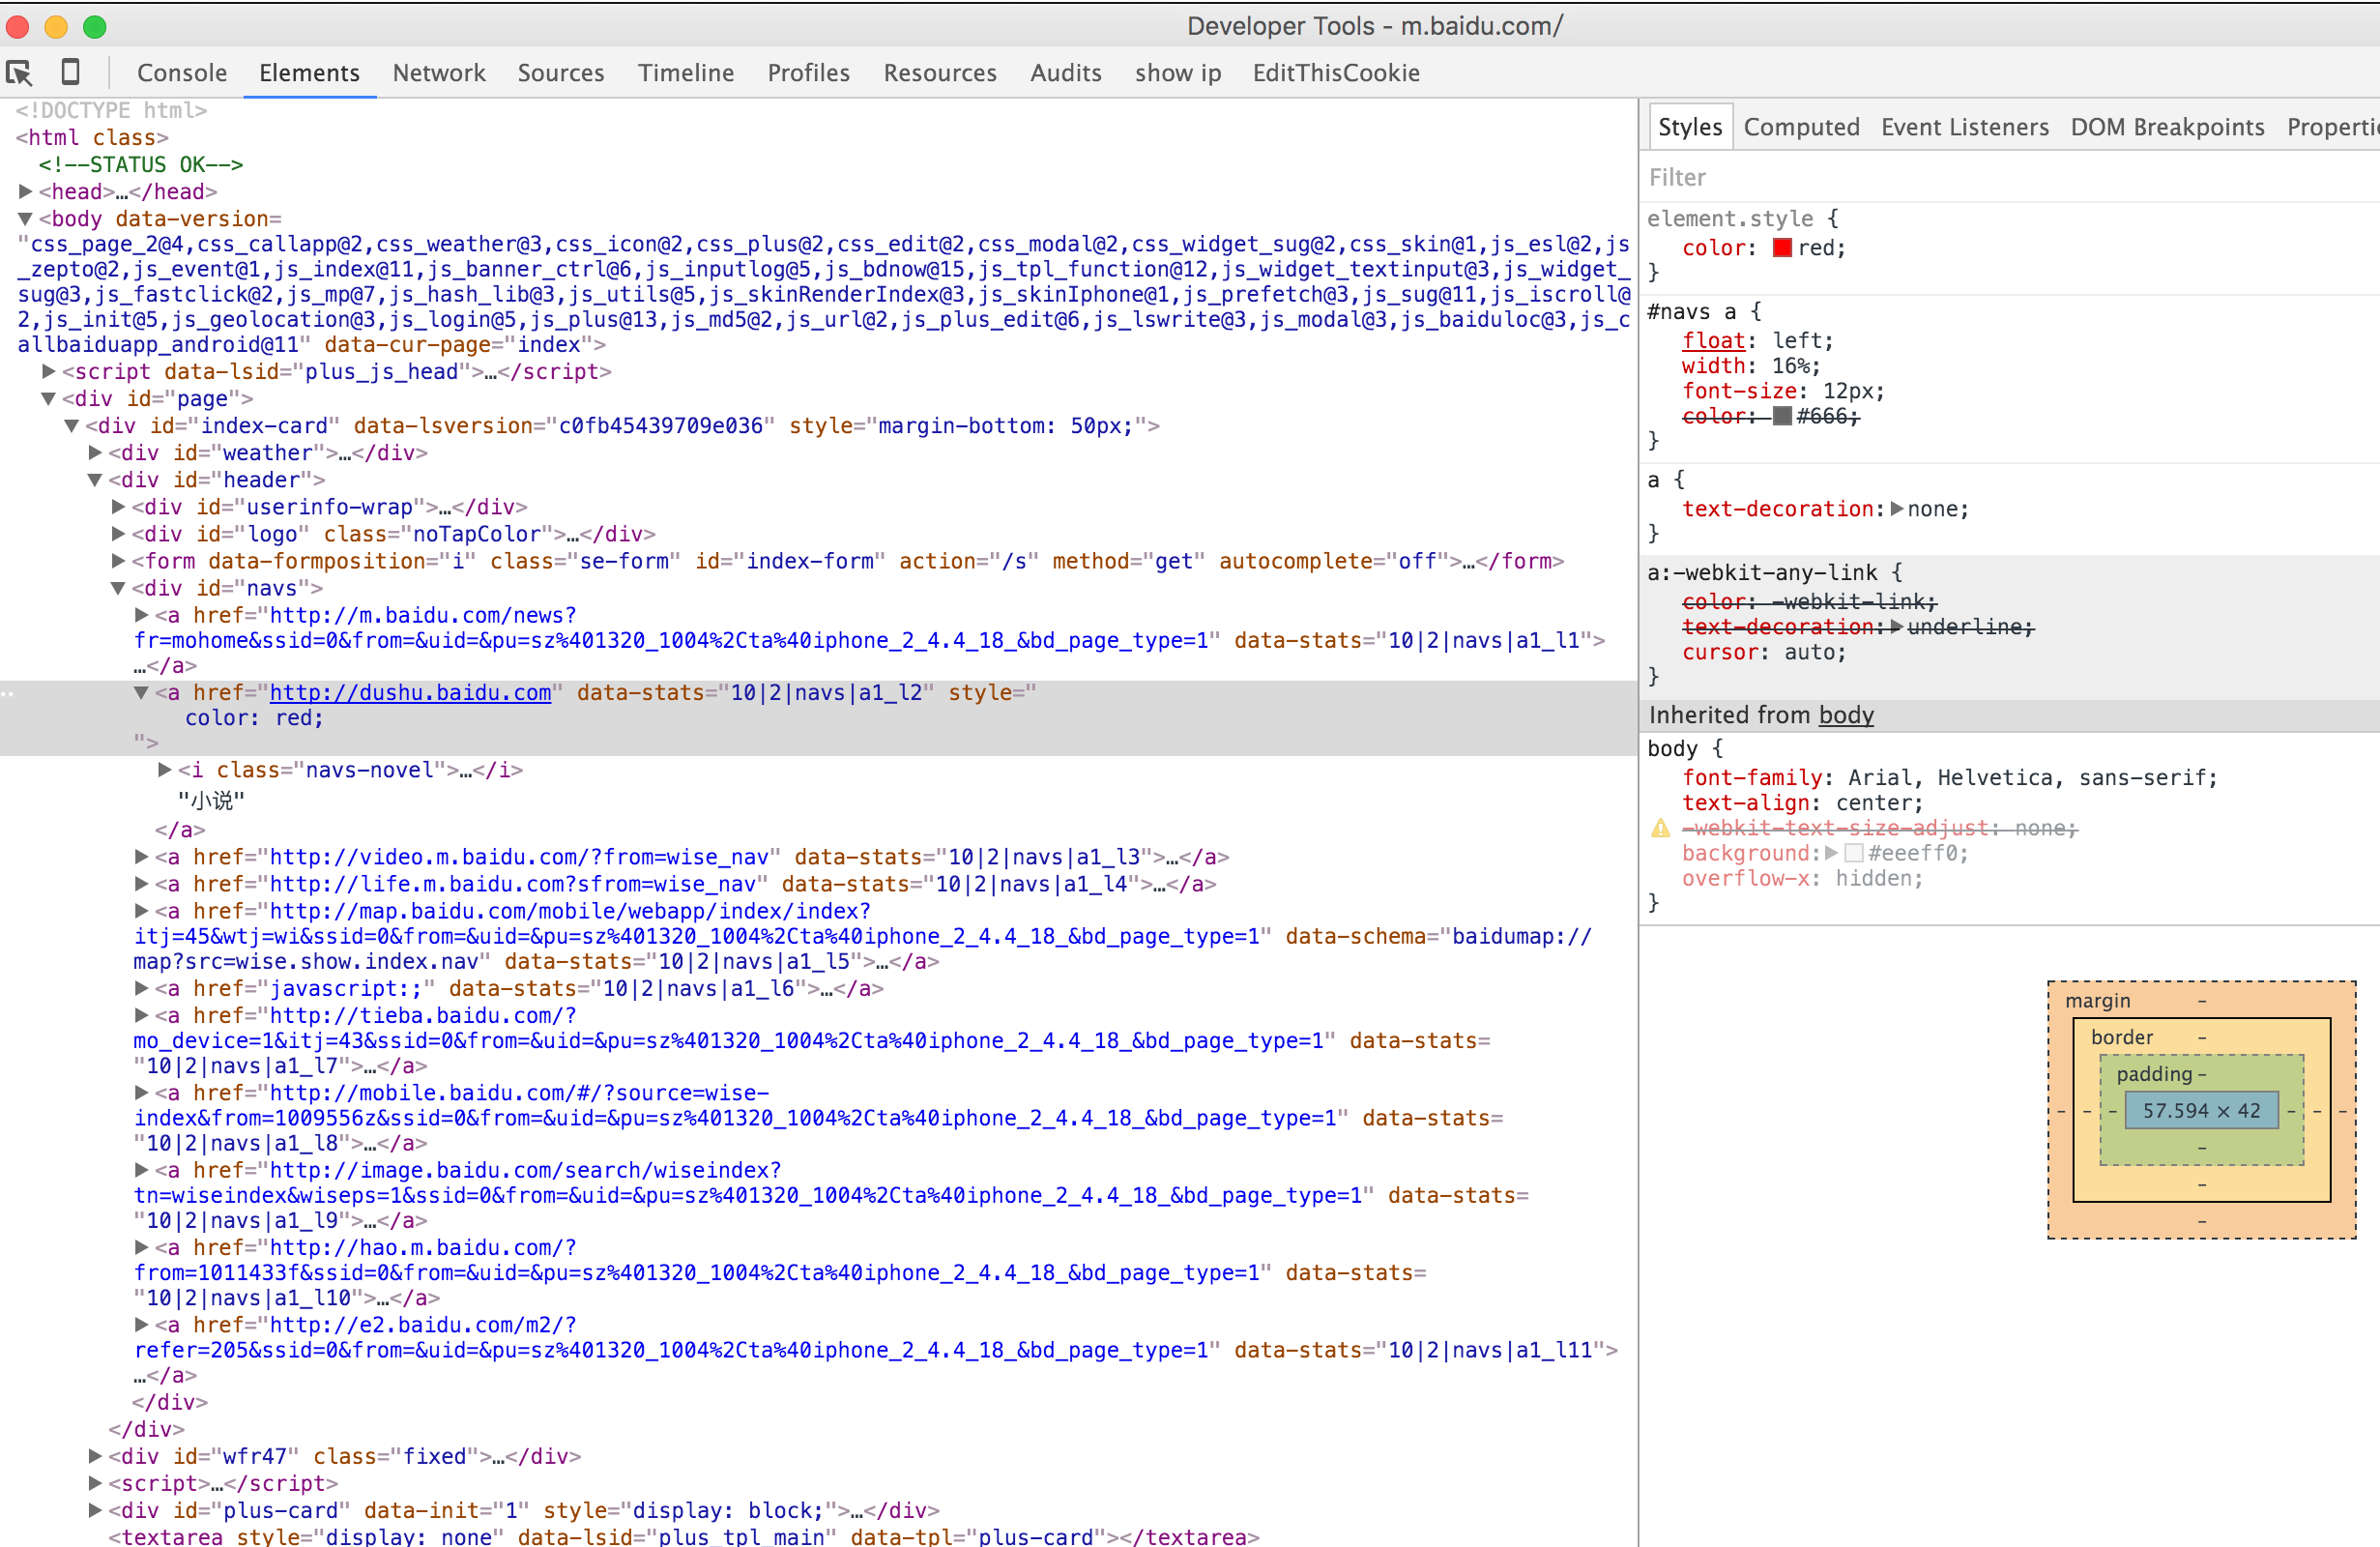 Developer Tools - m.baidu.com/
Console Elements Network Sources Timeline Profiles Resources Audits show ip EditThisCookie
<!DOCTYPE html>
<html class>
<!--STATUS OK-->
<head>…</head>
<body data-version=
"css_page_2@4,css_callapp@2,css_weather@3,css_icon@2,css_plus@2,css_edit@2,css_modal@2,css_widget_sug@2,css_skin@1,js_esl@2,js
_zepto@2,js_event@1,js_index@11,js_banner_ctrl@6,js_inputlog@5,js_bdnow@15,js_tpl_function@12,js_widget_textinput@3,js_widget_
sug@3,js_fastclick@2,js_mp@7,js_hash_lib@3,js_utils@5,js_skinRenderIndex@3,js_skinIphone@1,js_prefetch@3,js_sug@11,js_iscroll@
2,js_init@5,js_geolocation@3,js_login@5,js_plus@13,js_md5@2,js_url@2,js_plus_edit@6,js_lswrite@3,js_modal@3,js_baiduloc@3,js_c
allbaiduapp_android@11" data-cur-page="index">
<script data-lsid="plus_js_head">…</script>
<div id="page">
<div id="index-card" data-lsversion="c0fb45439709e036" style="margin-bottom: 50px;">
<div id="weather">…</div>
<div id="header">
<div id="userinfo-wrap">…</div>
<div id="logo" class="noTapColor">…</div>
<form data-formposition="i" class="se-form" id="index-form" action="/s" method="get" autocomplete="off">…</form>
<div id="navs">
<a href="http://m.baidu.com/news?
fr=mohome&ssid=0&from=&uid=&pu=sz%401320_1004%2Cta%40iphone_2_4.4_18_&bd_page_type=1" data-stats="10|2|navs|a1_l1">
…</a>
<a href="http://dushu.baidu.com" data-stats="10|2|navs|a1_l2" style="
color: red;
">
<i class="navs-novel">…</i>
"小说"
</a>
<a href="http://video.m.baidu.com/?from=wise_nav" data-stats="10|2|navs|a1_l3">…</a>
<a href="http://life.m.baidu.com?sfrom=wise_nav" data-stats="10|2|navs|a1_l4">…</a>
<a href="http://map.baidu.com/mobile/webapp/index/index?
itj=45&wtj=wi&ssid=0&from=&uid=&pu=sz%401320_1004%2Cta%40iphone_2_4.4_18_&bd_page_type=1" data-schema="baidumap://
map?src=wise.show.index.nav" data-stats="10|2|navs|a1_l5">…</a>
<a href="javascript:;" data-stats="10|2|navs|a1_l6">…</a>
<a href="http://tieba.baidu.com/?
mo_device=1&itj=43&ssid=0&from=&uid=&pu=sz%401320_1004%2Cta%40iphone_2_4.4_18_&bd_page_type=1" data-stats=
"10|2|navs|a1_l7">…</a>
<a href="http://mobile.baidu.com/#/?source=wise-
index&from=1009556z&ssid=0&from=&uid=&pu=sz%401320_1004%2Cta%40iphone_2_4.4_18_&bd_page_type=1" data-stats=
"10|2|navs|a1_l8">…</a>
<a href="http://image.baidu.com/search/wiseindex?
tn=wiseindex&wiseps=1&ssid=0&from=&uid=&pu=sz%401320_1004%2Cta%40iphone_2_4.4_18_&bd_page_type=1" data-stats=
"10|2|navs|a1_l9">…</a>
<a href="http://hao.m.baidu.com/?
from=1011433f&ssid=0&from=&uid=&pu=sz%401320_1004%2Cta%40iphone_2_4.4_18_&bd_page_type=1" data-stats=
"10|2|navs|a1_l10">…</a>
<a href="http://e2.baidu.com/m2/?
refer=205&ssid=0&from=&uid=&pu=sz%401320_1004%2Cta%40iphone_2_4.4_18_&bd_page_type=1" data-stats="10|2|navs|a1_l11">
…</a>
</div>
</div>
<div id="wfr47" class="fixed">…</div>
<script>…</script>
<div id="plus-card" data-init="1" style="display: block;">…</div>
<textarea style="display: none" data-lsid="plus_tpl_main" data-tpl="plus-card"></textarea>
Styles Computed Event Listeners DOM Breakpoints Properti
Filter
element.style {
color: red;
}
#navs a {
float: left;
width: 16%;
font-size: 12px;
color: #666;
}
a {
text-decoration: none;
}
a:-webkit-any-link {
color: -webkit-link;
text-decoration: underline;
cursor: auto;
}
Inherited from body
body {
font-family: Arial, Helvetica, sans-serif;
text-align: center;
-webkit-text-size-adjust: none;
background: #eeeff0;
overflow-x: hidden;
}
margin -
border -
padding -
- - - 57.594 × 42 - - -
-
-
-